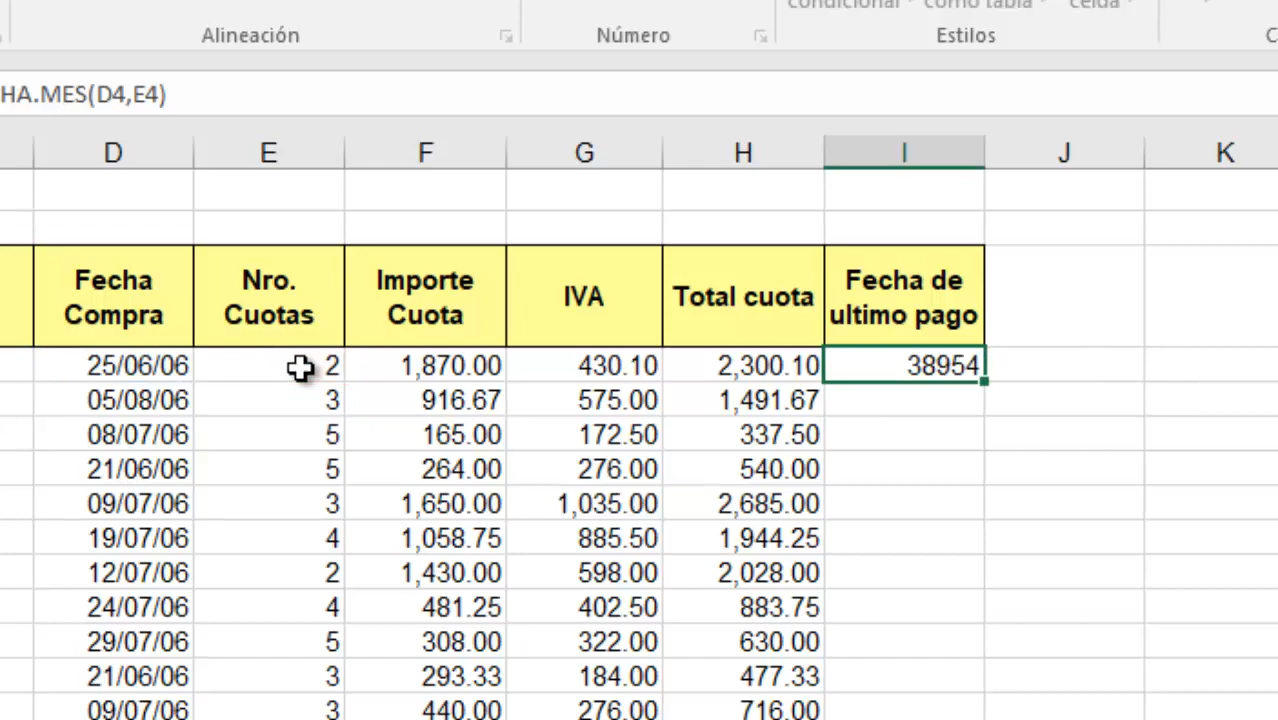 condicional como tabla celda
Alineación Número Estilos
HA.MES(D4,E4)
D E F G H I J K
Fecha Compra Nro. Cuotas Importe Cuota IVA Total cuota Fecha de ultimo pago
25/06/06 2 1,870.00 430.10 2,300.10 38954
05/08/06 3 916.67 575.00 1,491.67
08/07/06 5 165.00 172.50 337.50
21/06/06 5 264.00 276.00 540.00
09/07/06 3 1,650.00 1,035.00 2,685.00
19/07/06 4 1,058.75 885.50 1,944.25
12/07/06 2 1,430.00 598.00 2,028.00
24/07/06 4 481.25 402.50 883.75
29/07/06 5 308.00 322.00 630.00
21/06/06 3 293.33 184.00 477.33
09/07/06 3 440.00 276.00 716.00